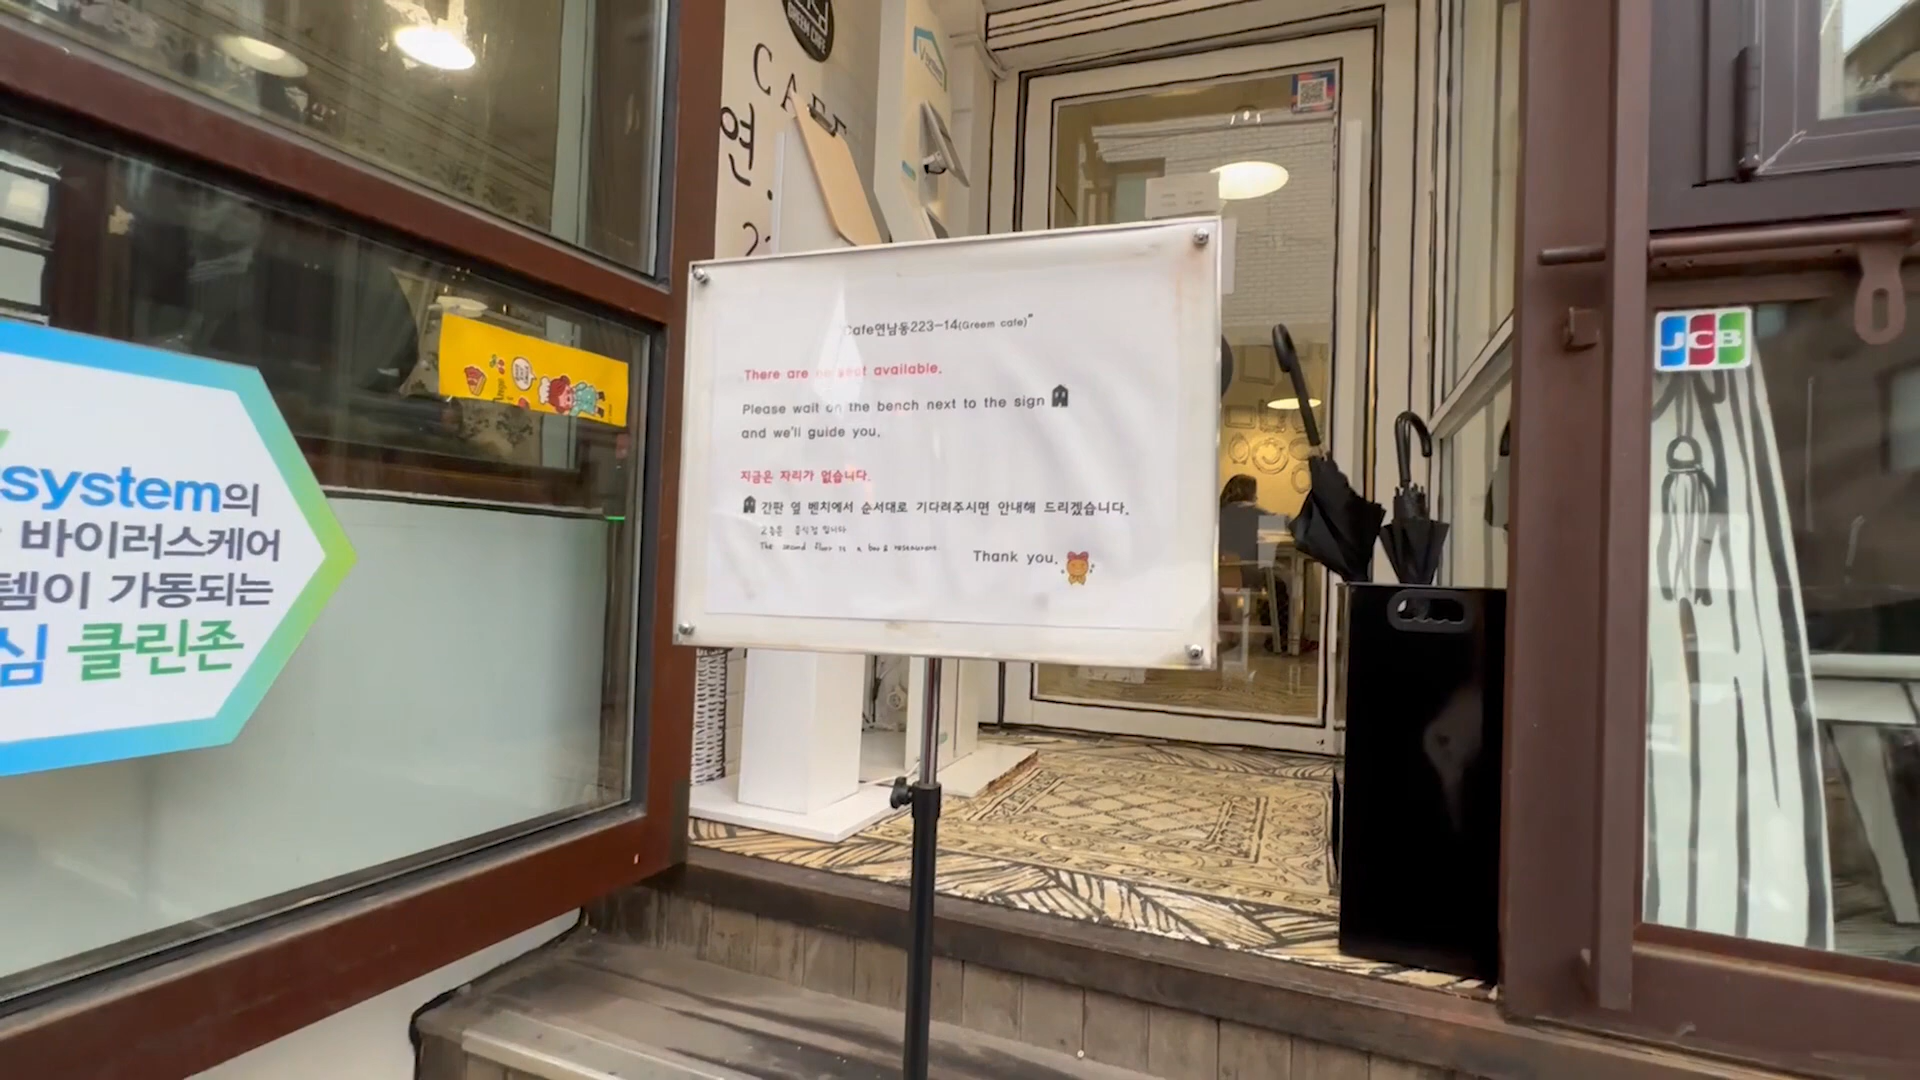 GREEM CAFE
CAFE
연.
Vsystem
"Cafe연남동223-14(Greem cafe)"
There are no seat available.
Please wait on the bench next to the sign
and we'll guide you.
지금은 자리가 없습니다.
간판 옆 벤치에서 순서대로 기다려주시면 안내해 드리겠습니다.
2층은 음식점 입니다
The second floor is a bar & restaurant
Thank you.
system의
바이러스케어
템이 가동되는
심 클린존
JCB